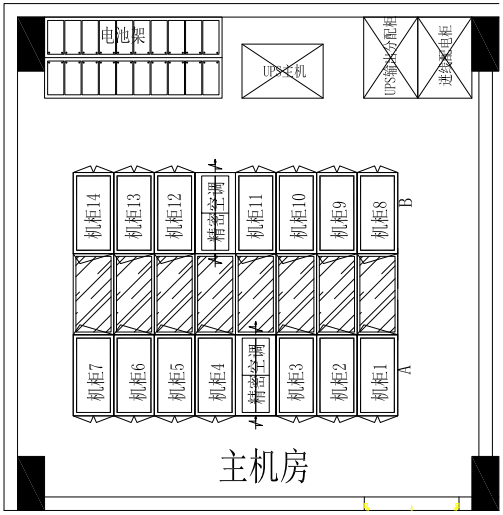 电池架
UPS主机
UPS输出分配柜
进线配电柜
机柜14
机柜13
机柜12
精密空调
机柜11
机柜10
机柜9
机柜8
B
机柜7
机柜6
机柜5
机柜4
精密空调
机柜3
机柜2
机柜1
A
主机房